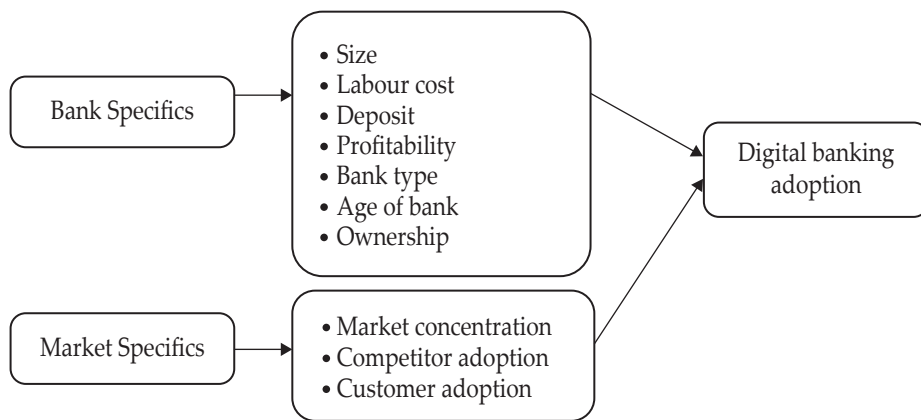 Bank Specifics
• Size
• Labour cost
• Deposit
• Profitability
• Bank type
• Age of bank
• Ownership
Digital banking
adoption
Market Specifics
• Market concentration
• Competitor adoption
• Customer adoption